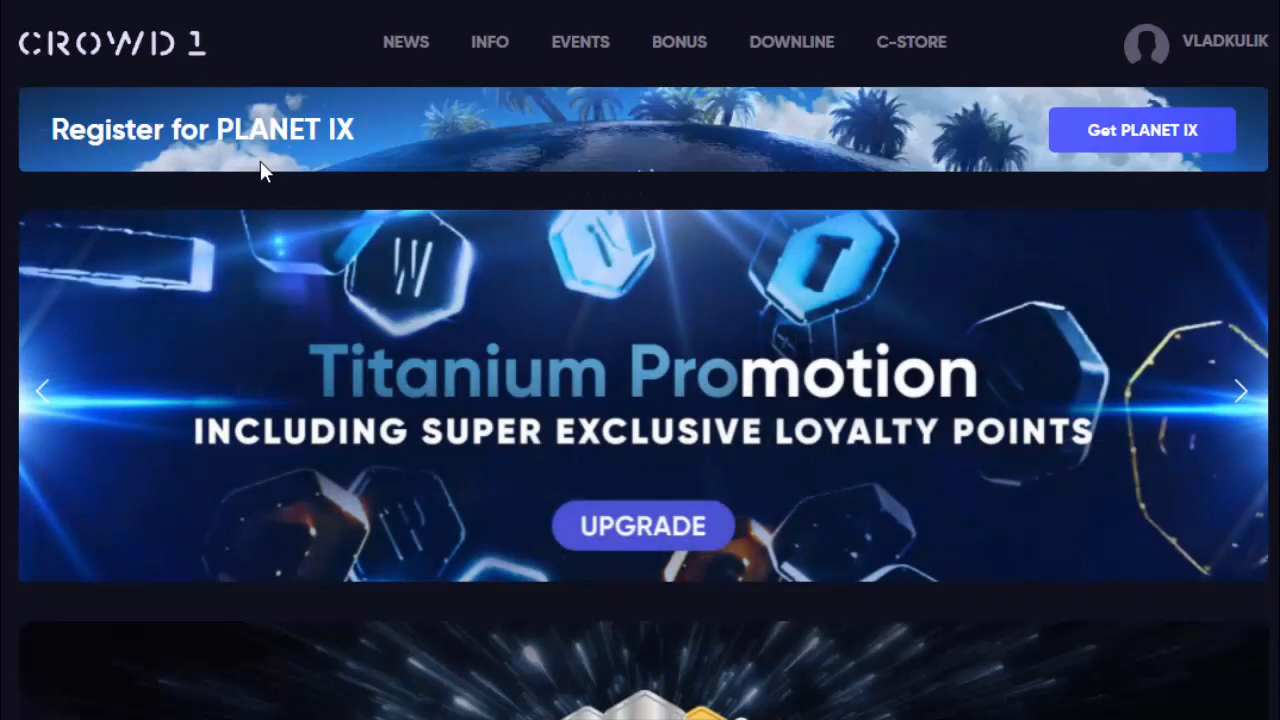 CROWD 1
NEWS
INFO
EVENTS
BONUS
DOWNLINE
C-STORE
VLADKULIK
Register for PLANET IX
Get PLANET IX
W
N
T
Titanium Promotion
INCLUDING SUPER EXCLUSIVE LOYALTY POINTS
UPGRADE